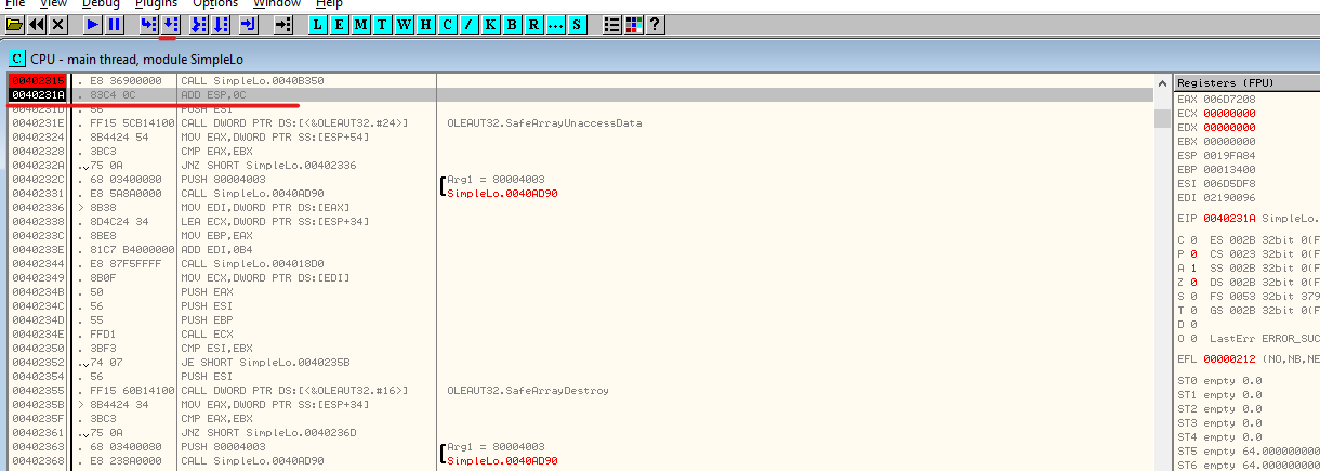 File View Debug Plugins Options Window Help
L E M T W H C / K B R ... S ?
C CPU - main thread, module SimpleLo
00402315 . E8 36900000 CALL SimpleLo.0040B350
0040231A . 83C4 0C ADD ESP,0C
0040231D . 56 PUSH ESI
0040231E . FF15 5CB14100 CALL DWORD PTR DS:[<&OLEAUT32.#24>] OLEAUT32.SafeArrayUnaccessData
00402324 . 8B4424 54 MOV EAX,DWORD PTR SS:[ESP+54]
00402328 . 3BC3 CMP EAX,EBX
0040232A . 75 0A JNZ SHORT SimpleLo.00402336
0040232C . 68 03400080 PUSH 80004003 Arg1 = 80004003
00402331 . E8 5A8A0000 CALL SimpleLo.0040AD90 SimpleLo.0040AD90
00402336 > 8B38 MOV EDI,DWORD PTR DS:[EAX]
00402338 . 8D4C24 34 LEA ECX,DWORD PTR SS:[ESP+34]
0040233C . 8BE8 MOV EBP,EAX
0040233E . 81C7 B4000000 ADD EDI,0B4
00402344 . E8 87F5FFFF CALL SimpleLo.004018D0
00402349 . 8B0F MOV ECX,DWORD PTR DS:[EDI]
0040234B . 50 PUSH EAX
0040234C . 56 PUSH ESI
0040234D . 55 PUSH EBP
0040234E . FFD1 CALL ECX
00402350 . 3BF3 CMP ESI,EBX
00402352 . 74 07 JE SHORT SimpleLo.0040235B
00402354 . 56 PUSH ESI
00402355 . FF15 60B14100 CALL DWORD PTR DS:[<&OLEAUT32.#16>] OLEAUT32.SafeArrayDestroy
0040235B > 8B4424 34 MOV EAX,DWORD PTR SS:[ESP+34]
0040235F . 3BC3 CMP EAX,EBX
00402361 . 75 0A JNZ SHORT SimpleLo.0040236D
00402363 . 68 03400080 PUSH 80004003 Arg1 = 80004003
00402368 . E8 238A0000 CALL SimpleLo.0040AD90 SimpleLo.0040AD90
Registers (FPU)
EAX 006D7208
ECX 00000000
EDX 00000000
EBX 00000000
ESP 0019FA84
EBP 00013400
ESI 006D5DF8
EDI 02190096
EIP 0040231A SimpleLo.
C 0 ES 002B 32bit 0(F
P 0 CS 0023 32bit 0(F
A 1 SS 002B 32bit 0(F
Z 0 DS 002B 32bit 0(F
S 0 FS 0053 32bit 379
T 0 GS 002B 32bit 0(F
D 0
O 0 LastErr ERROR_SUC
EFL 00000212 (NO,NB,NE
ST0 empty 0.0
ST1 empty 0.0
ST2 empty 0.0
ST3 empty 0.0
ST4 empty 0.0
ST5 empty 64.000000000
ST6 empty 64.000000000